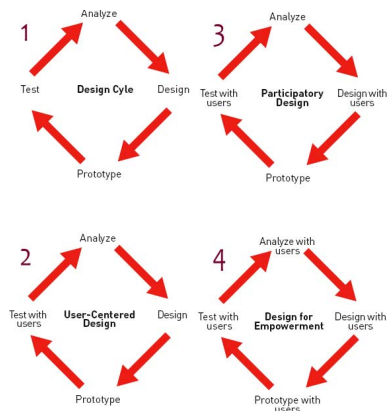 1
Analyze
Test
Design Cyle
Design
Prototype
3
Analyze
Test with
users
Participatory
Design
Design with
users
Prototype
2
Analyze
Test with
users
User-Centered
Design
Design
Prototype
4
Analyze with
users
Test with
users
Design for
Empowerment
Design with
users
Prototype with
users